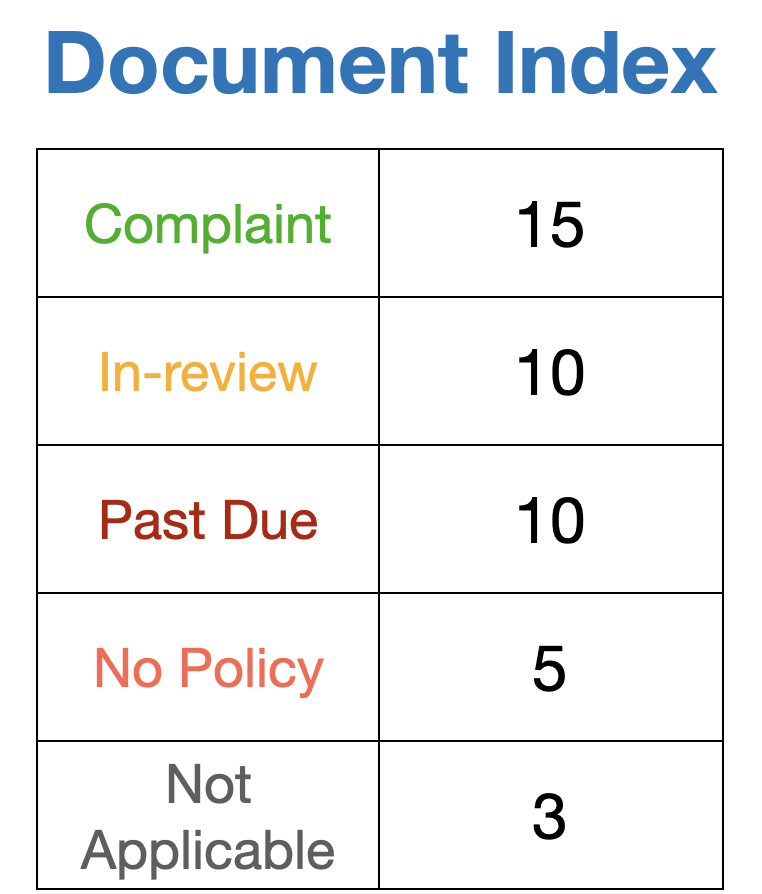 Document Index
Complaint 15
In-review 10
Past Due 10
No Policy 5
Not
Applicable 3